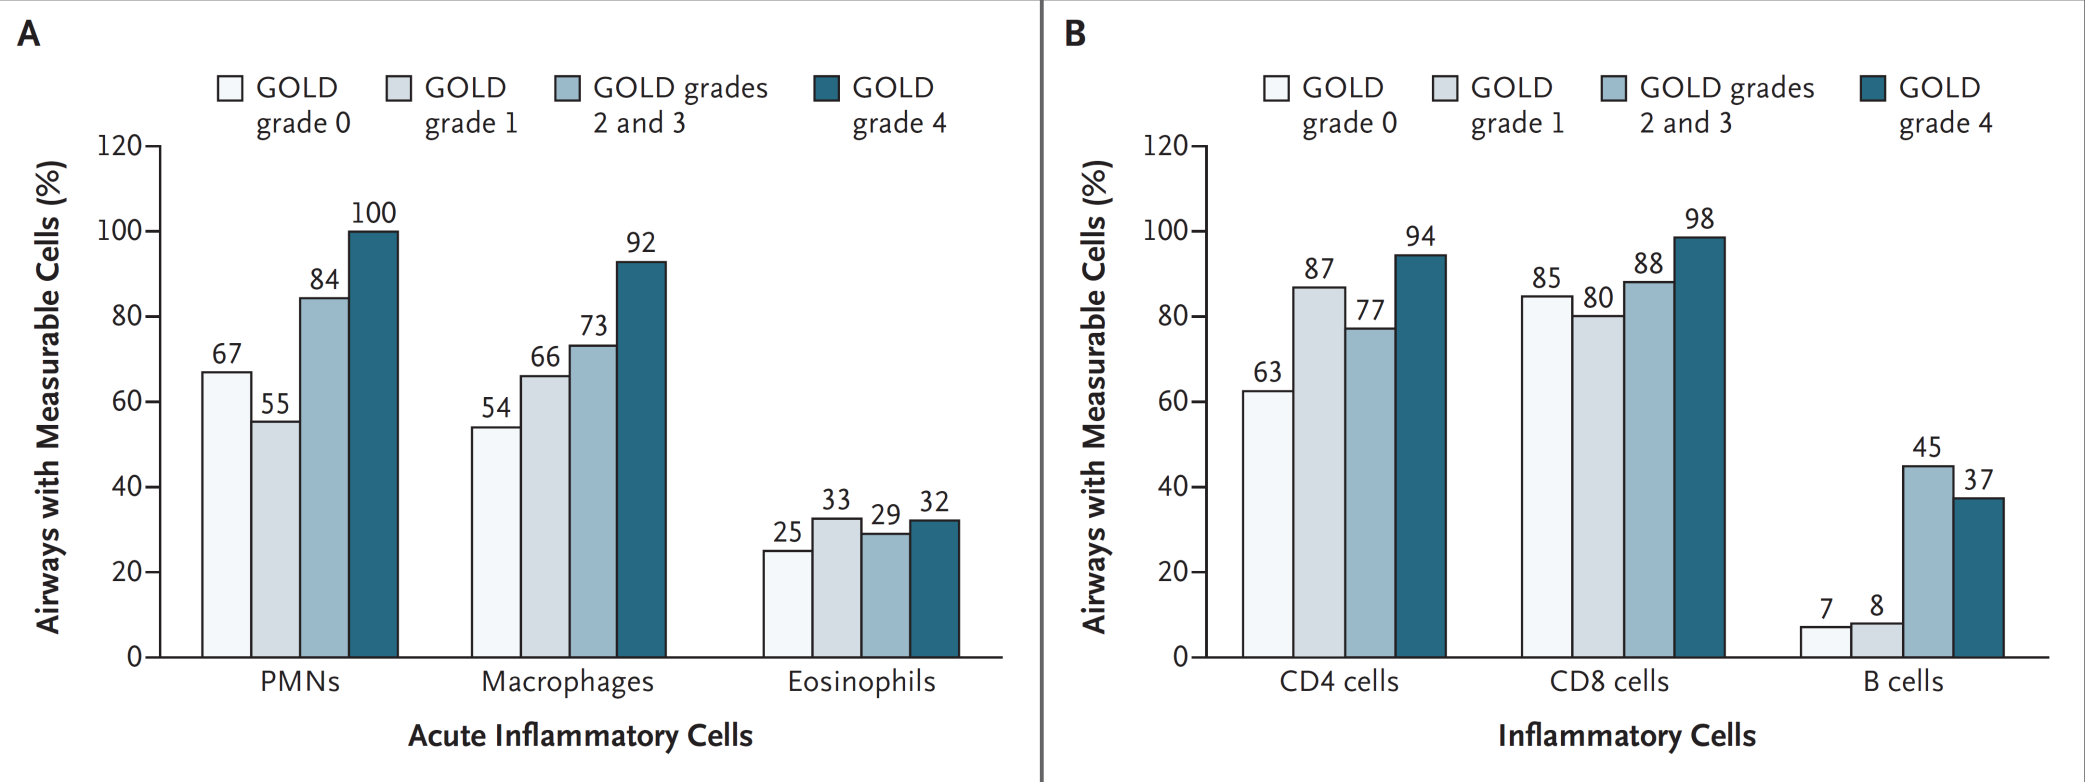 A
GOLD grade 0
GOLD grade 1
GOLD grades 2 and 3
GOLD grade 4
Airways with Measurable Cells (%)
120
100
80
60
40
20
0
67
55
84
100
54
66
73
92
25
33
29
32
PMNs
Macrophages
Eosinophils
Acute Inflammatory Cells
B
GOLD grade 0
GOLD grade 1
GOLD grades 2 and 3
GOLD grade 4
Airways with Measurable Cells (%)
120
100
80
60
40
20
0
63
87
77
94
85
80
88
98
7
8
45
37
CD4 cells
CD8 cells
B cells
Inflammatory Cells